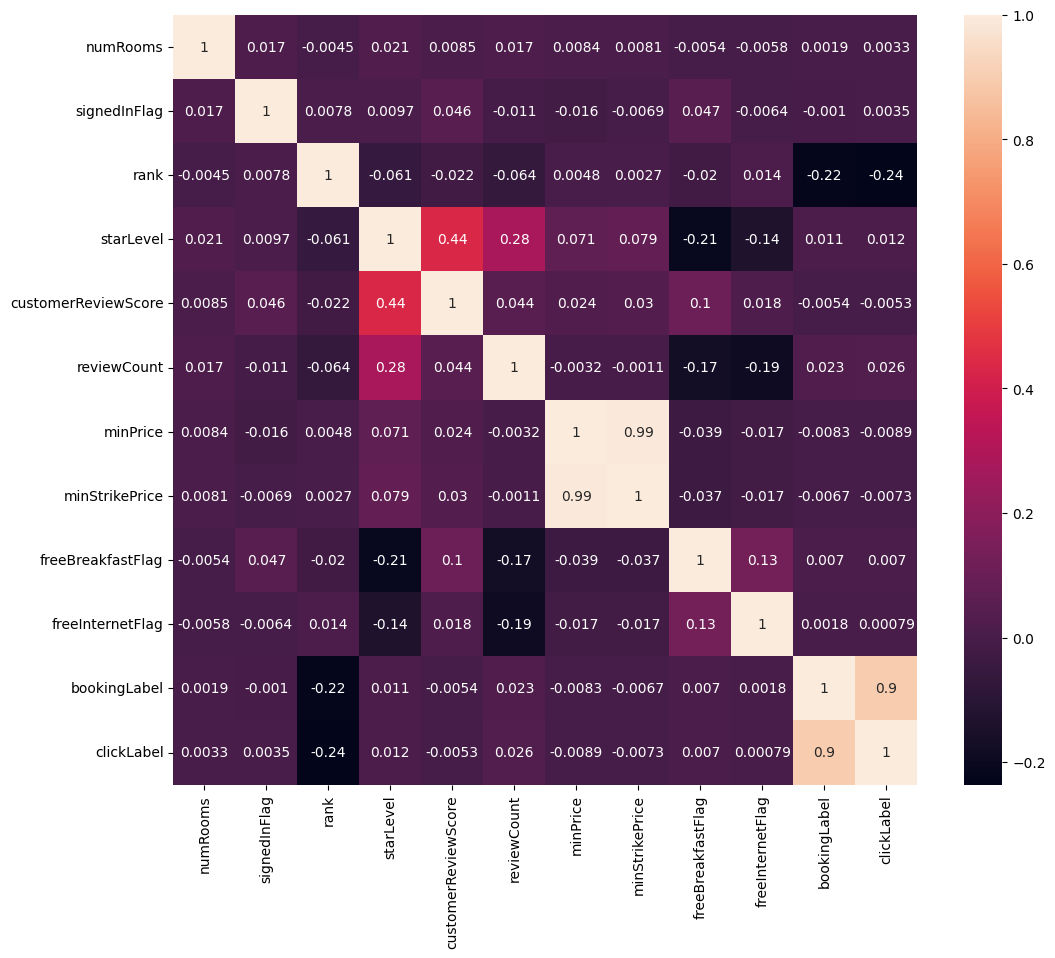 numRooms 1 0.017 -0.0045 0.021 0.0085 0.017 0.0084 0.0081 -0.0054 -0.0058 0.0019 0.0033
signedInFlag 0.017 1 0.0078 0.0097 0.046 -0.011 -0.016 -0.0069 0.047 -0.0064 -0.001 0.0035
rank -0.0045 0.0078 1 -0.061 -0.022 -0.064 0.0048 0.0027 -0.02 0.014 -0.22 -0.24
starLevel 0.021 0.0097 -0.061 1 0.44 0.28 0.071 0.079 -0.21 -0.14 0.011 0.012
customerReviewScore 0.0085 0.046 -0.022 0.44 1 0.044 0.024 0.03 0.1 0.018 -0.0054 -0.0053
reviewCount 0.017 -0.011 -0.064 0.28 0.044 1 -0.0032 -0.0011 -0.17 -0.19 0.023 0.026
minPrice 0.0084 -0.016 0.0048 0.071 0.024 -0.0032 1 0.99 -0.039 -0.017 -0.0083 -0.0089
minStrikePrice 0.0081 -0.0069 0.0027 0.079 0.03 -0.0011 0.99 1 -0.037 -0.017 -0.0067 -0.0073
freeBreakfastFlag -0.0054 0.047 -0.02 -0.21 0.1 -0.17 -0.039 -0.037 1 0.13 0.007 0.007
freeInternetFlag -0.0058 -0.0064 0.014 -0.14 0.018 -0.19 -0.017 -0.017 0.13 1 0.0018 0.00079
bookingLabel 0.0019 -0.001 -0.22 0.011 -0.0054 0.023 -0.0083 -0.0067 0.007 0.0018 1 0.9
clickLabel 0.0033 0.0035 -0.24 0.012 -0.0053 0.026 -0.0089 -0.0073 0.007 0.00079 0.9 1
numRooms
signedInFlag
rank
starLevel
customerReviewScore
reviewCount
minPrice
minStrikePrice
freeBreakfastFlag
freeInternetFlag
bookingLabel
clickLabel
1.0
0.8
0.6
0.4
0.2
0.0
−0.2